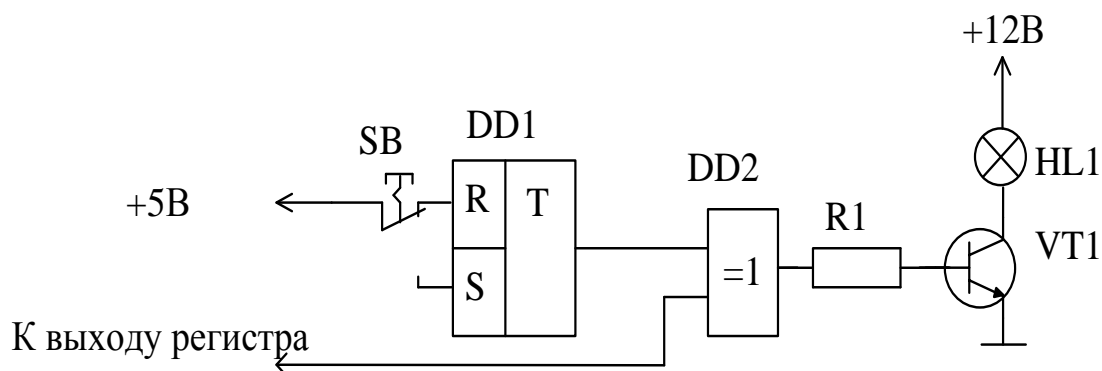 +12В
SB
DD1
DD2
HL1
+5В
R
T
R1
VT1
S
=1
К выходу регистра